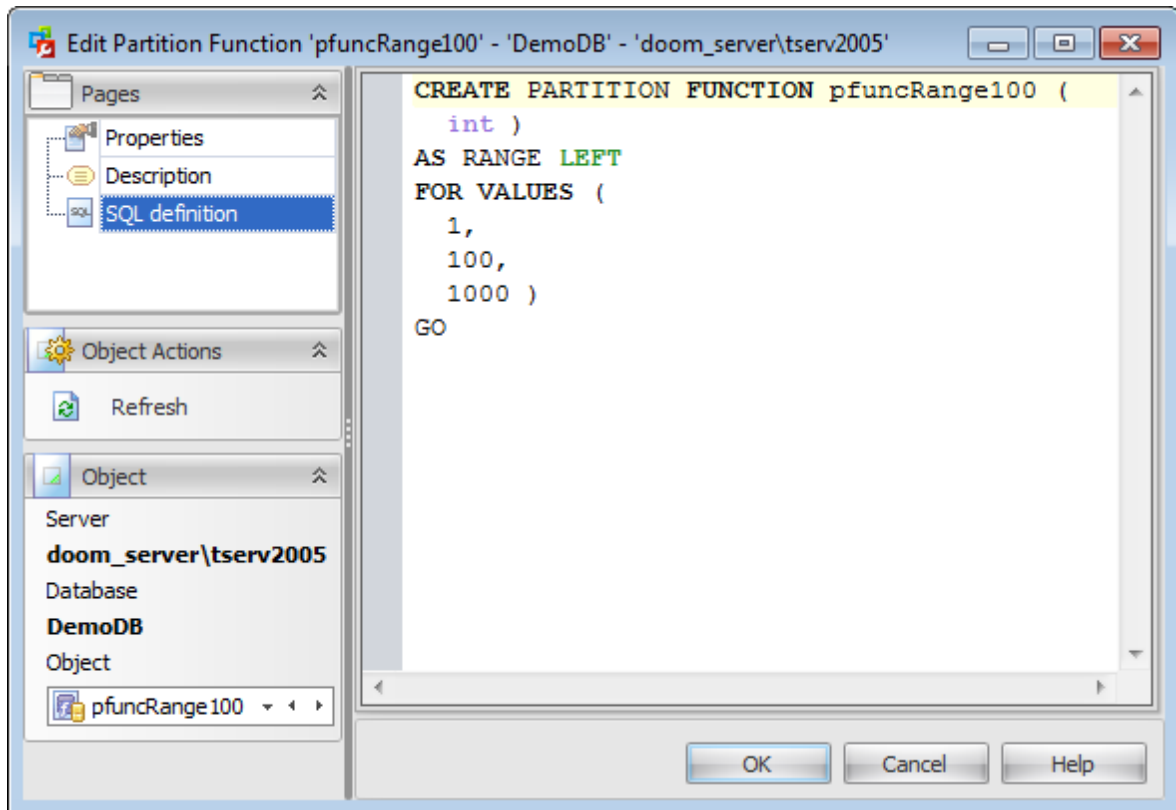 Edit Partition Function 'pfuncRange100' - 'DemoDB' - 'doom_server\tserv2005'
Pages
Properties
Description
SQL
SQL definition
Object Actions
Refresh
Object
Server
doom_server\tserv2005
Database
DemoDB
Object
pfuncRange100
CREATE PARTITION FUNCTION pfuncRange100 (
int )
AS RANGE LEFT
FOR VALUES (
1,
100,
1000 )
GO
OK
Cancel
Help